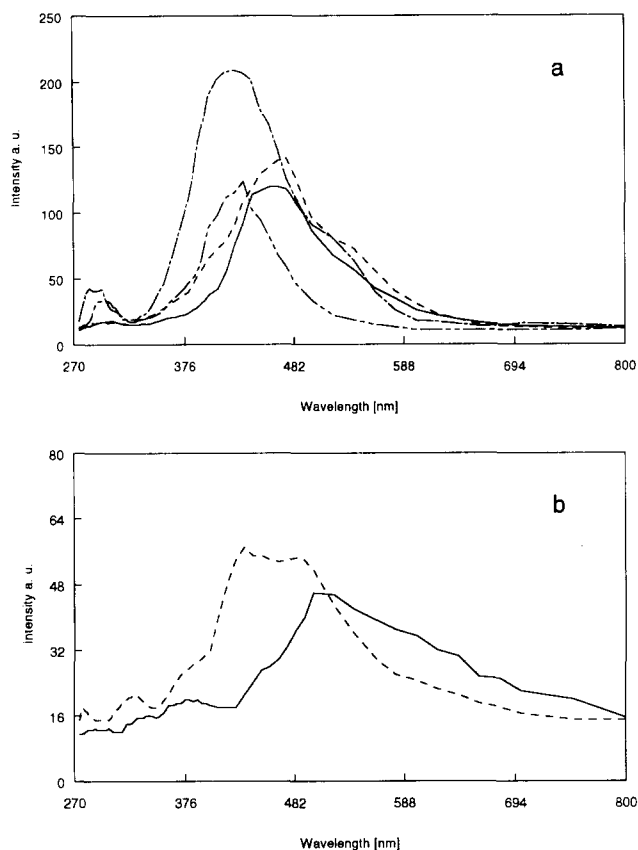 250
200
150
100
50
0
Intensity a. u.
a
270 376 482 588 694 800
Wavelength [nm]
80
64
48
32
16
0
intensity a. u.
b
270 376 482 588 694 800
Wavelength [nm]